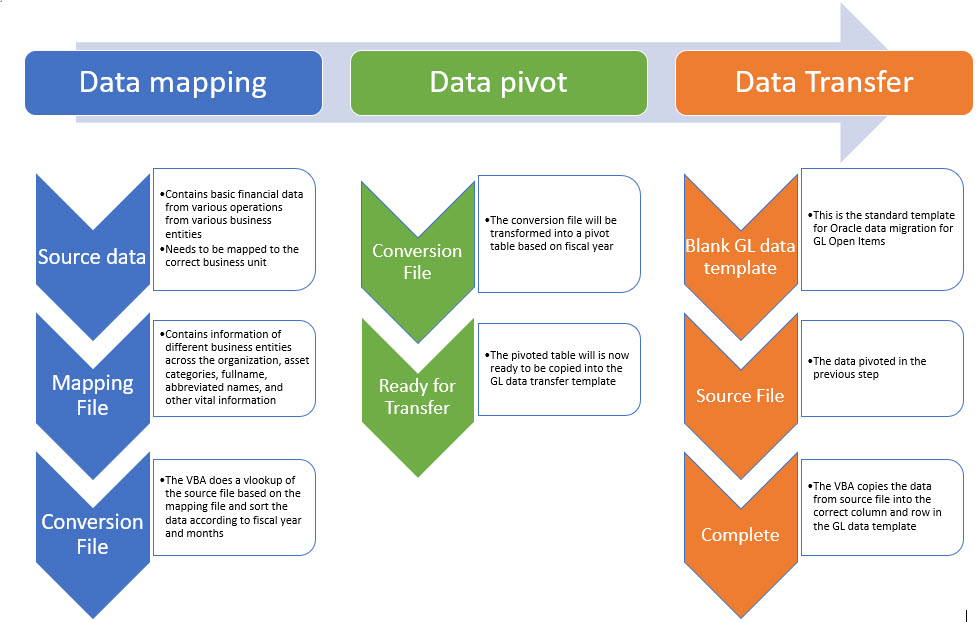 Data mapping
Data pivot
Data Transfer
Source data
•Contains basic financial data
from various operations
from various business
entities
•Needs to be mapped to the
correct business unit
Mapping
File
•Contains information of
different business entities
across the organization, asset
categories, fullname,
abbreviated names, and
other vital information
Conversion
File
•The VBA does a vlookup of
the source file based on the
mapping file and sort the
data according to fiscal year
and months
Conversion
File
•The conversion file will be
transformed into a pivot
table based on fiscal year
Ready for
Transfer
•The pivoted table will is now
ready to be copied into the
GL data transfer template
Blank GL data
template
•This is the standard template
for Oracle data migration for
GL Open Items
Source File
•The data pivoted in the
previous step
Complete
•The VBA copies the data
from source file into the
correct column and row in
the GL data template